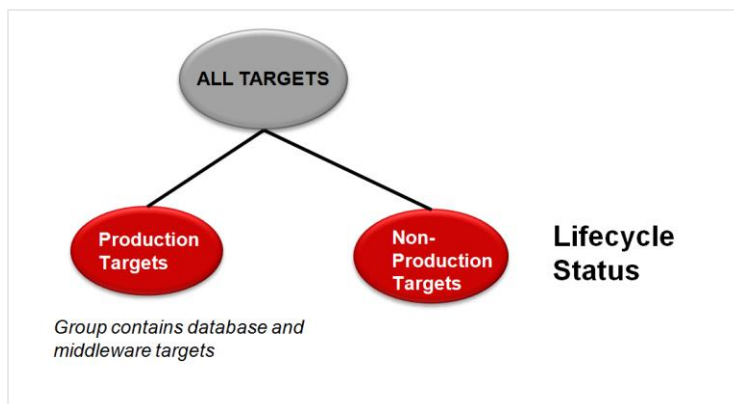 ALL TARGETS
Production
Targets
Non-
Production
Targets
Lifecycle
Status
Group contains database and
middleware targets